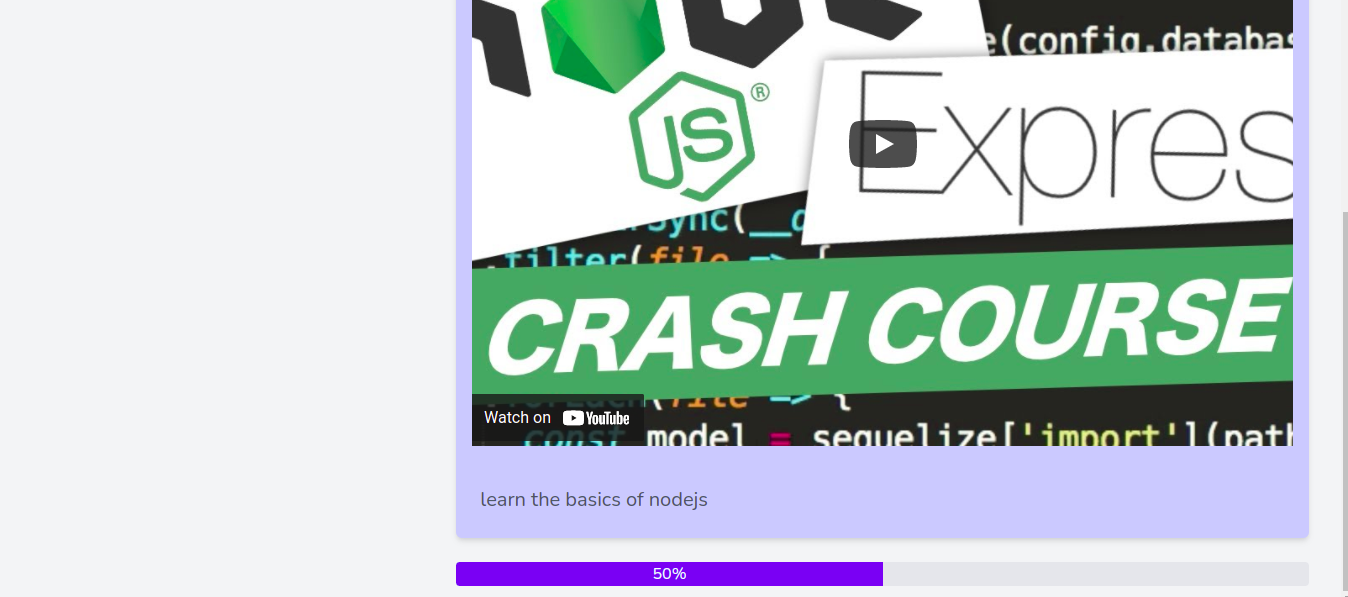 e(config.databas
JS ®
Expres
Sync(__d
.filter(file => {
CRASH COURSE
(file => {
Watch on YouTube
const model = sequelize['import'](path
learn the basics of nodejs
50%